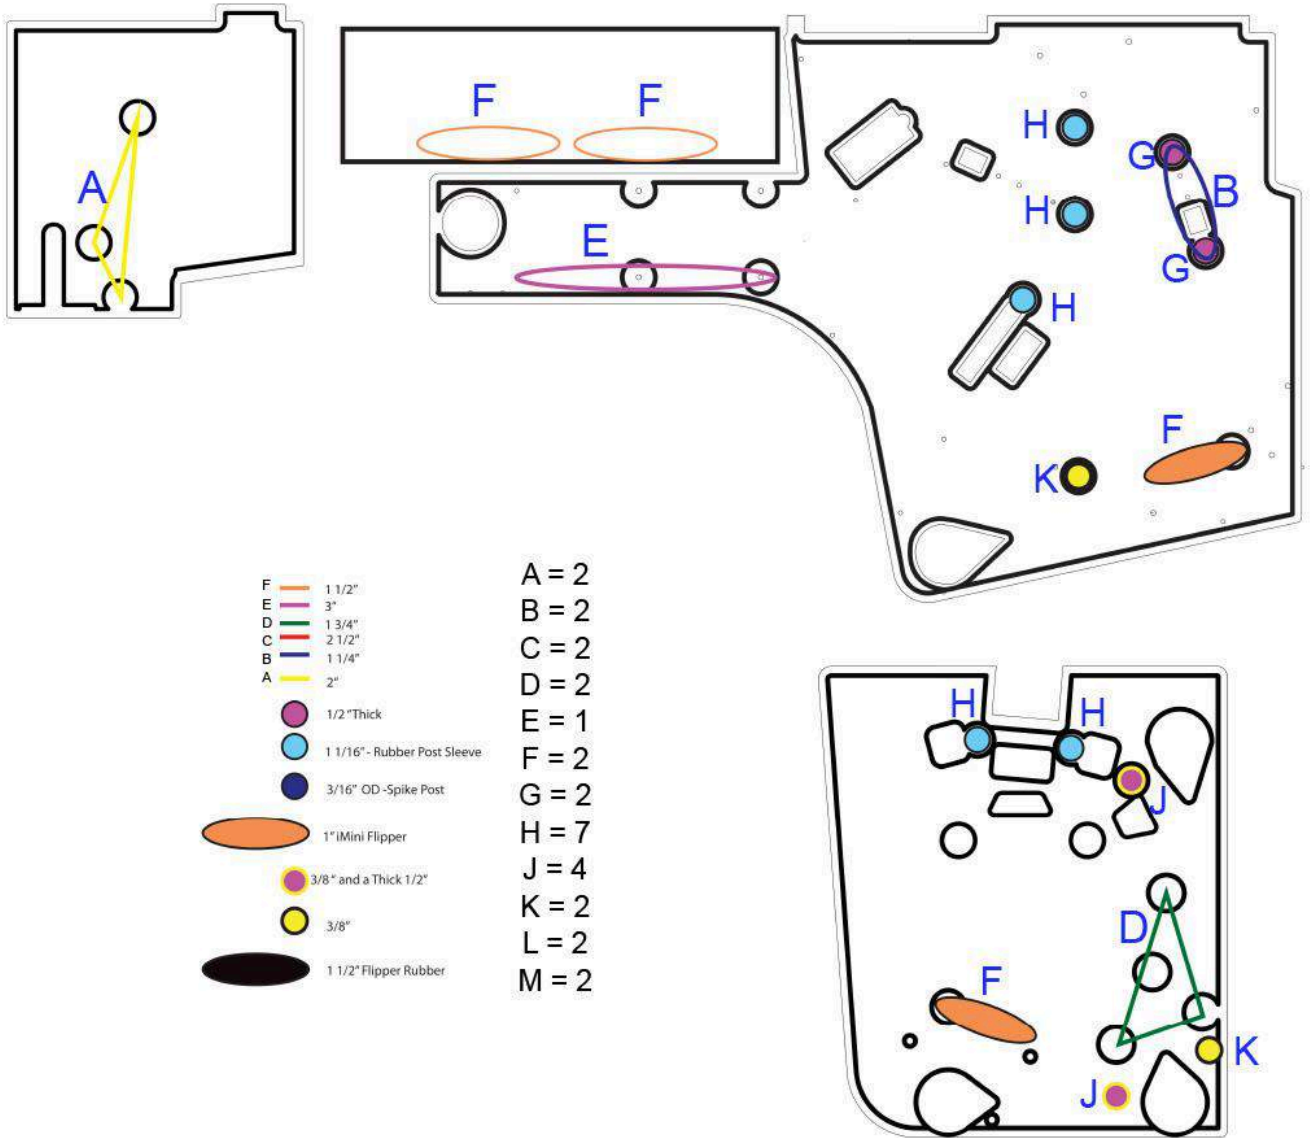 F F
H
G
A
B
H
E
G
H
F
K
F 1 1/2"
E 3"
D 1 3/4"
C 2 1/2"
B 1 1/4"
A 2"
1/2 "Thick
1 1/16" - Rubber Post Sleeve
3/16" OD -Spike Post
1" iMini Flipper
3/8 " and a Thick 1/2"
3/8"
1 1/2" Flipper Rubber
A = 2
B = 2
C = 2
D = 2
E = 1
F = 2
G = 2
H = 7
J = 4
K = 2
L = 2
M = 2
H H
J
D
F
K
J